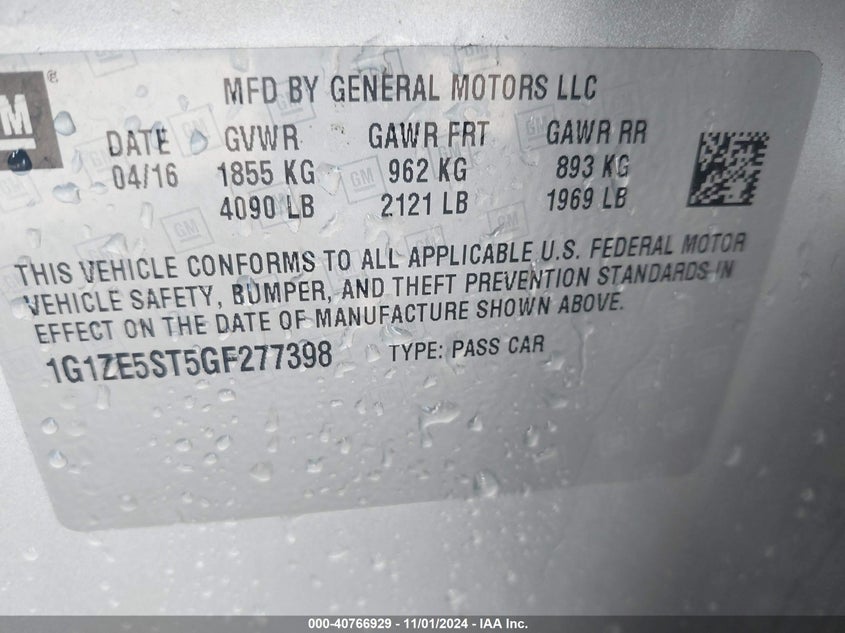 GM ®
MFD BY GENERAL MOTORS LLC
DATE GVWR GAWR FRT GAWR RR
04/16 1855 KG 962 KG 893 KG
4090 LB 2121 LB 1969 LB
THIS VEHICLE CONFORMS TO ALL APPLICABLE U.S. FEDERAL MOTOR
VEHICLE SAFETY, BUMPER, AND THEFT PREVENTION STANDARDS IN
EFFECT ON THE DATE OF MANUFACTURE SHOWN ABOVE.
1G1ZE5ST5GF277398 TYPE: PASS CAR
000-40766929 - 11/01/2024 - IAA Inc.